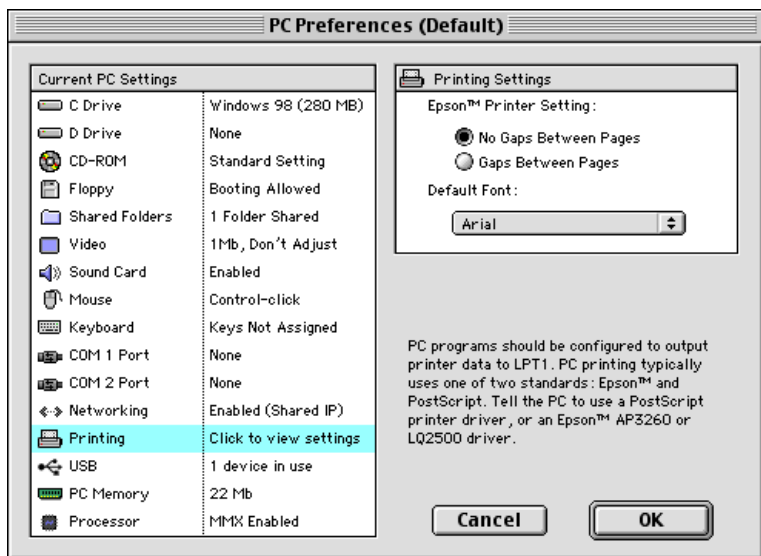 PC Preferences (Default)
Current PC Settings
C Drive Windows 98 (280 MB)
D Drive None
CD-ROM Standard Setting
Floppy Booting Allowed
Shared Folders 1 Folder Shared
Video 1Mb, Don't Adjust
Sound Card Enabled
Mouse Control-click
Keyboard Keys Not Assigned
COM 1 Port None
COM 2 Port None
Networking Enabled (Shared IP)
Printing Click to view settings
USB 1 device in use
PC Memory 22 Mb
Processor MMX Enabled
Printing Settings
Epson™ Printer Setting:
No Gaps Between Pages
Gaps Between Pages
Default Font:
Arial
PC programs should be configured to output
printer data to LPT1. PC printing typically
uses one of two standards: Epson™ and
PostScript. Tell the PC to use a PostScript
printer driver, or an Epson™ AP3260 or
LQ2500 driver.
Cancel
OK